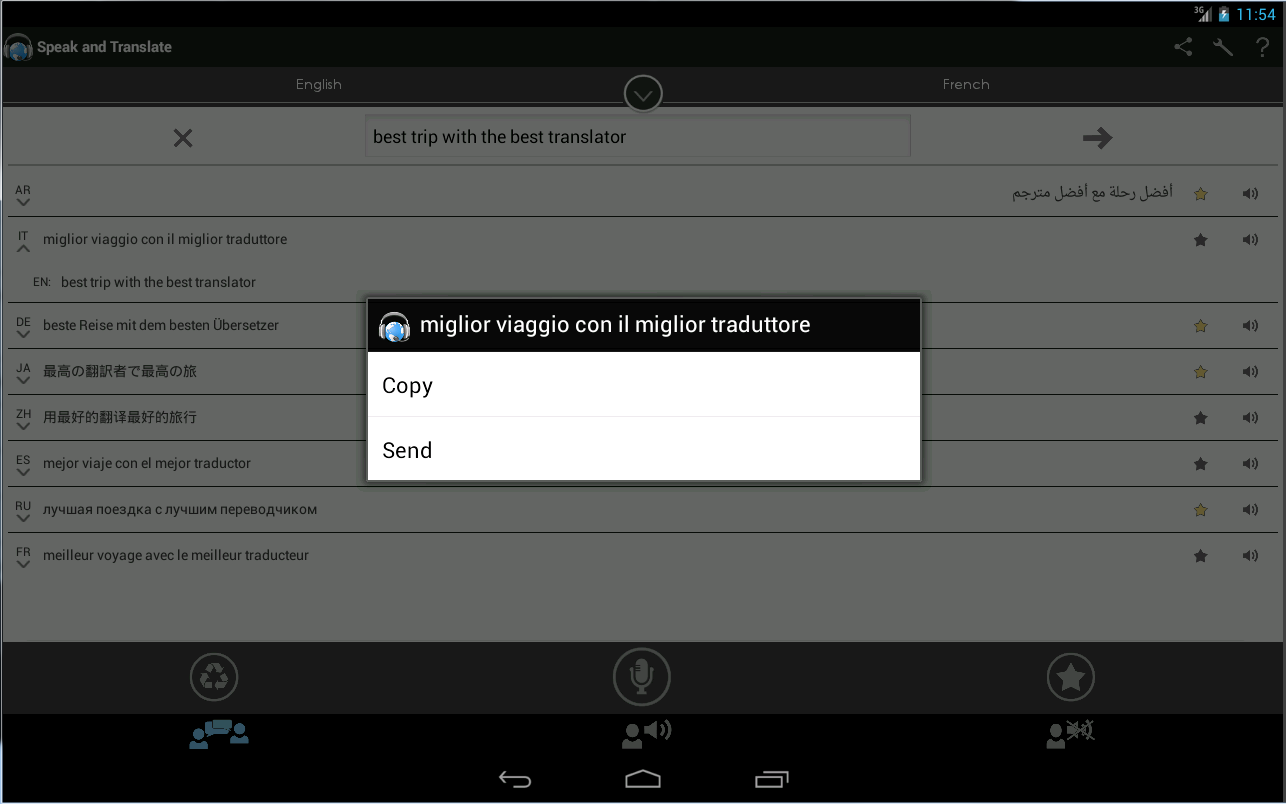 3G 11:54
Speak and Translate
English French
best trip with the best translator
AR أفضل رحلة مع أفضل مترجم
IT miglior viaggio con il miglior traduttore
EN: best trip with the best translator
miglior viaggio con il miglior traduttore
Copy
Send
DE beste Reise mit dem besten Übersetzer
JA 最高の翻訳者で最高の旅
ZH 用最好的翻译最好的旅行
ES mejor viaje con el mejor traductor
RU лучшая поездка с лучшим переводчиком
FR meilleur voyage avec le meilleur traducteur